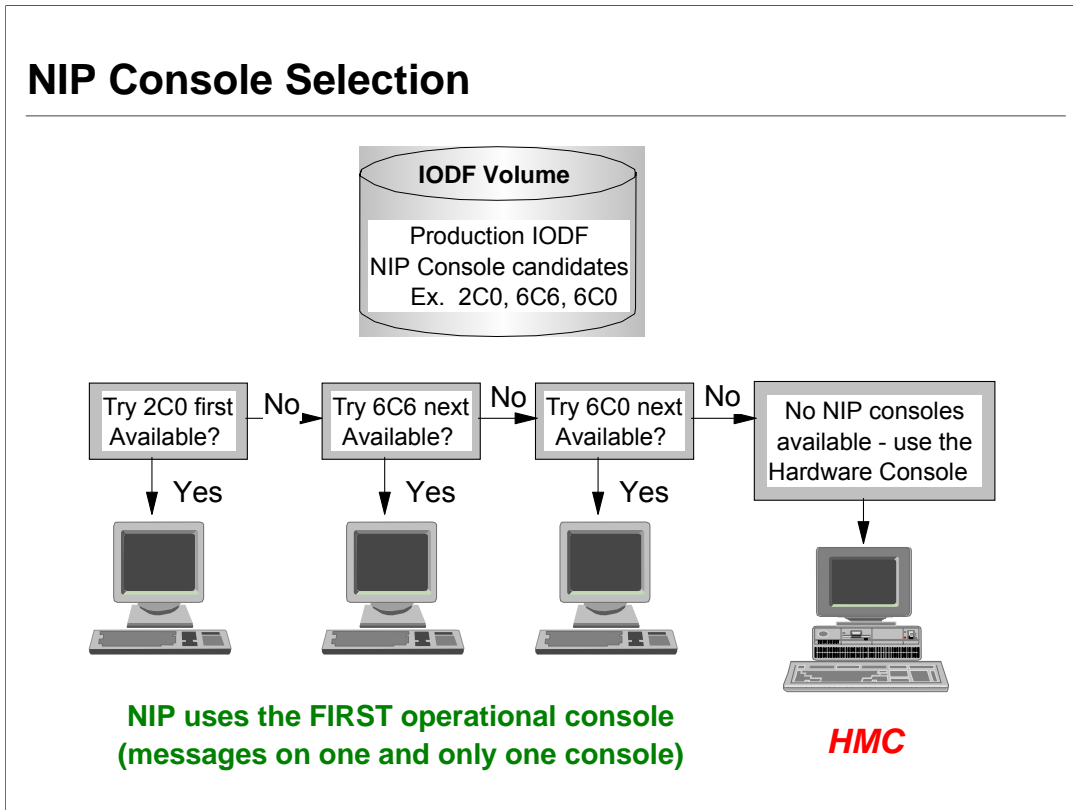 NIP Console Selection
IODF Volume
Production IODF
NIP Console candidates
Ex. 2C0, 6C6, 6C0
Try 2C0 first
Available?
No
Try 6C6 next
Available?
No
Try 6C0 next
Available?
No
No NIP consoles
available - use the
Hardware Console
Yes
Yes
Yes
NIP uses the FIRST operational console
(messages on one and only one console)
HMC